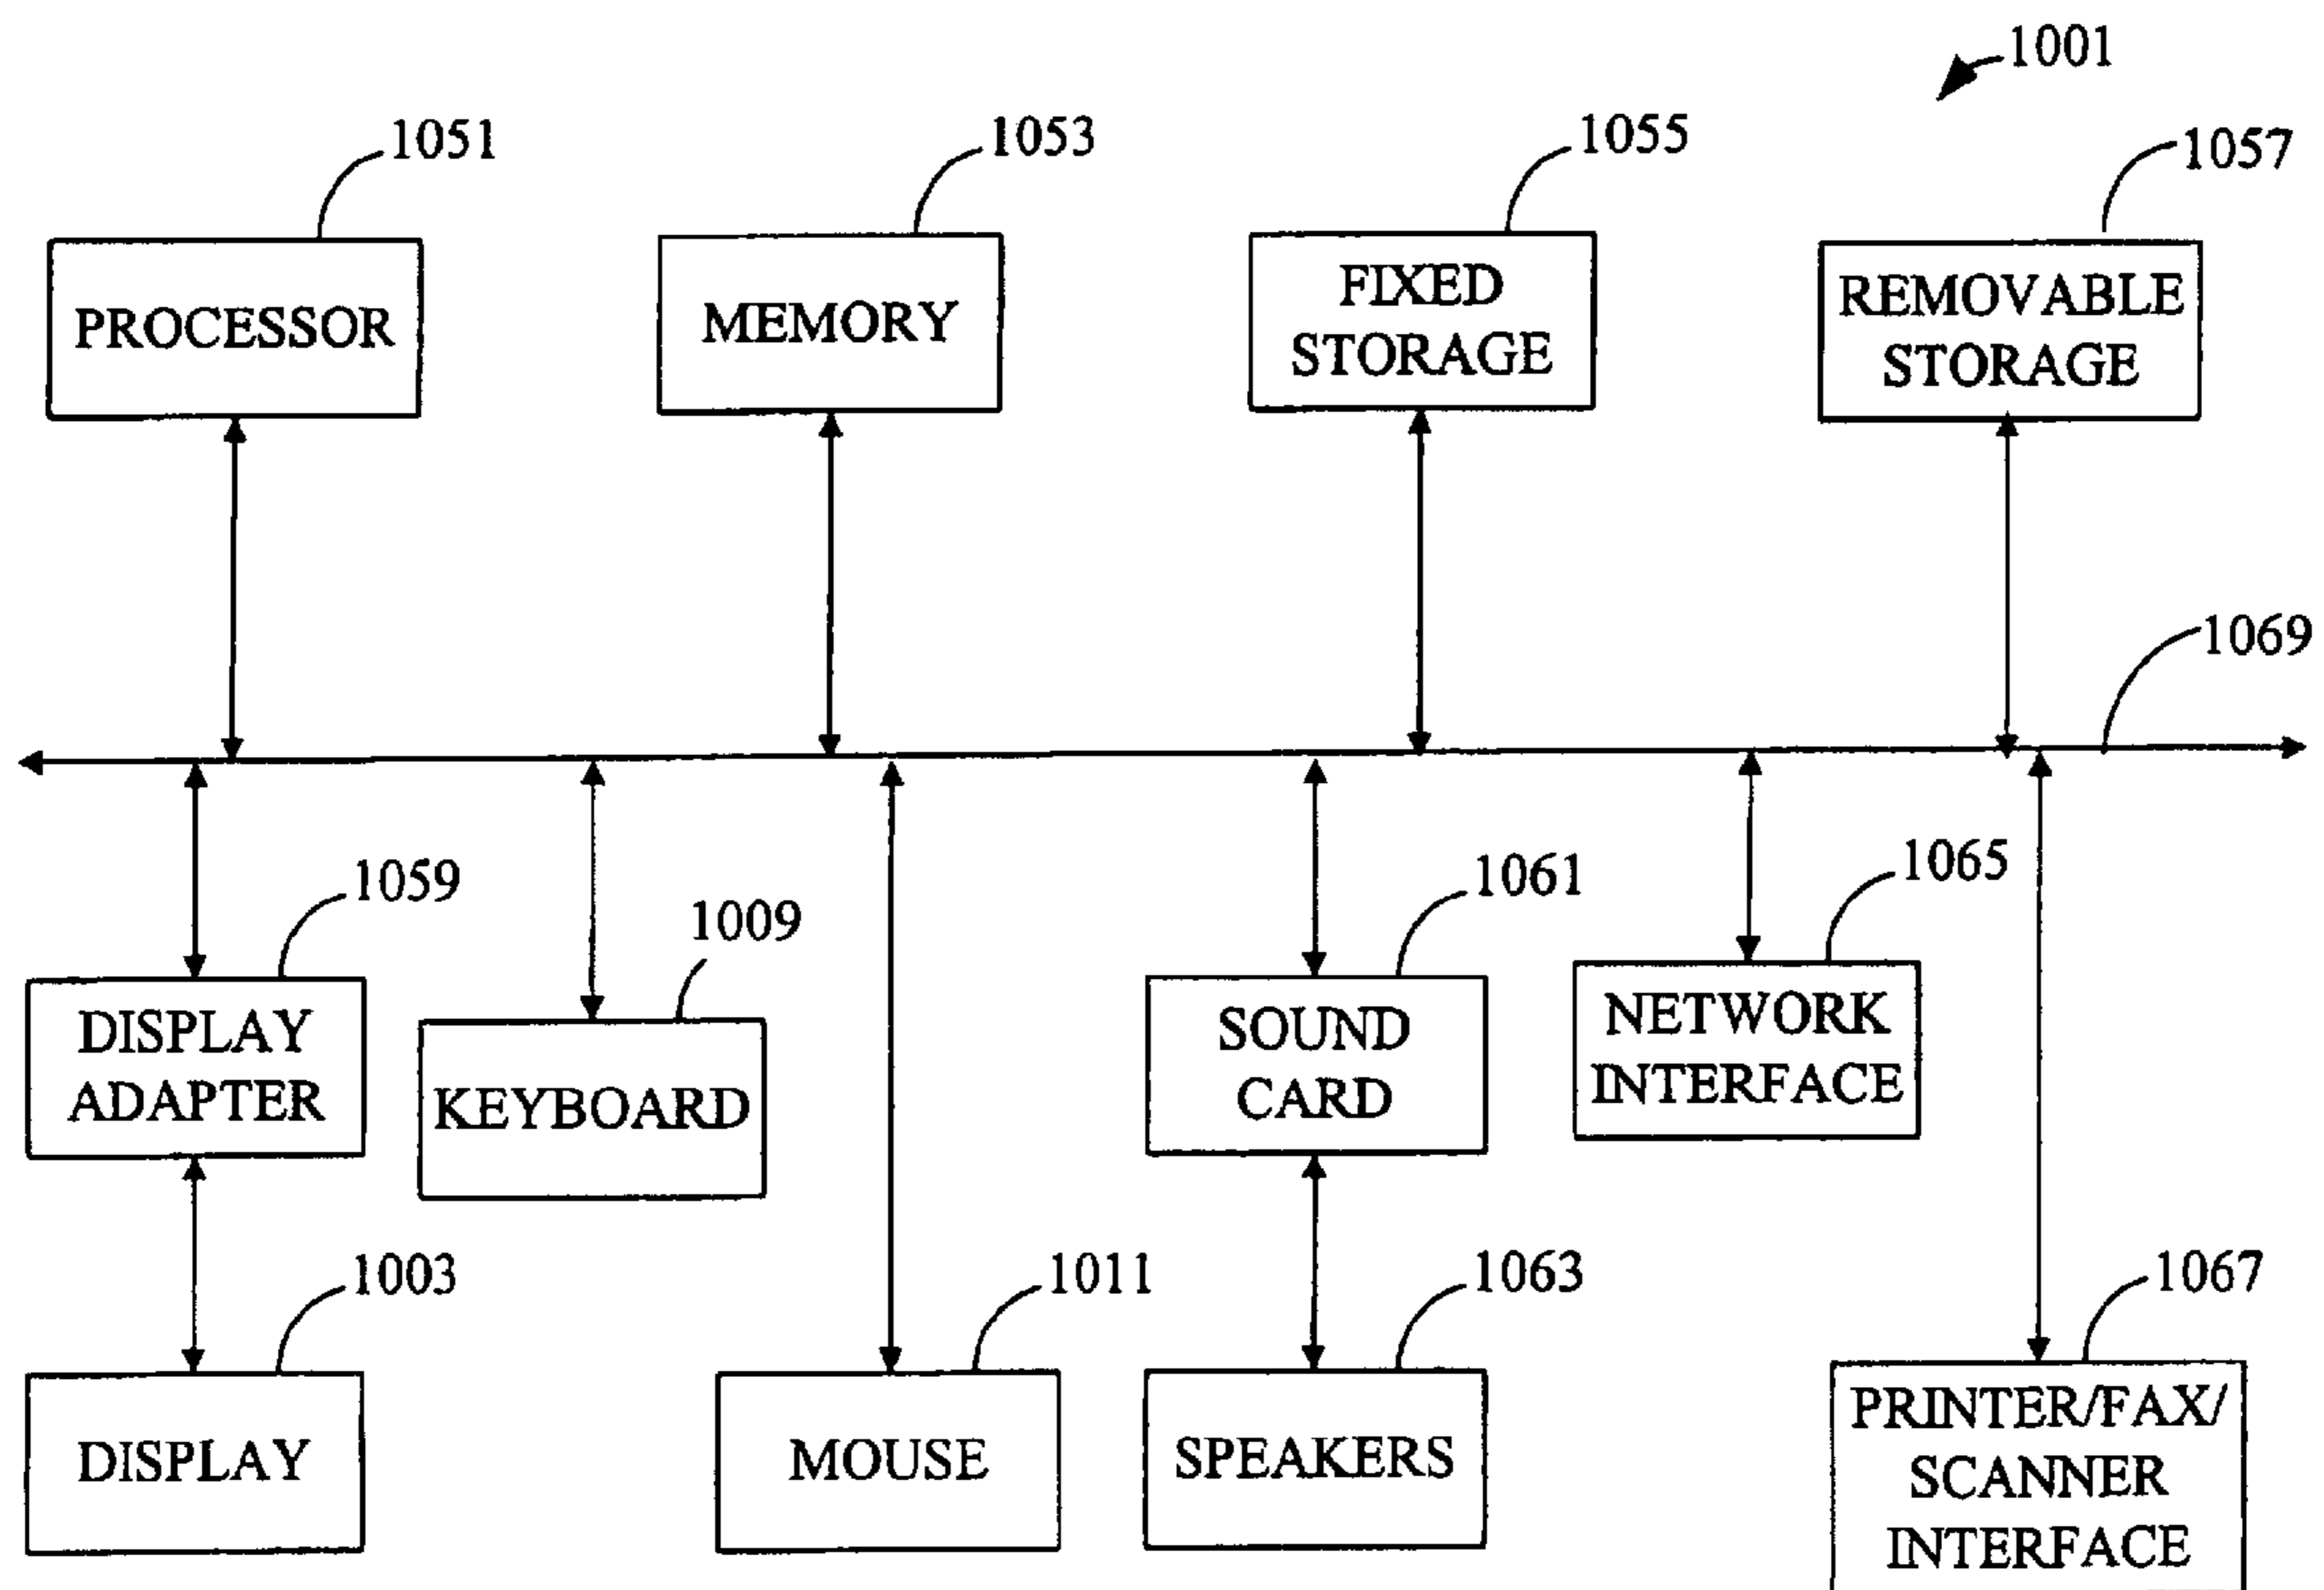 1001
1051
1053
1055
1057
PROCESSOR
MEMORY
FIXED
STORAGE
REMOVABLE
STORAGE
1069
1059
1009
1061
1065
DISPLAY
ADAPTER
KEYBOARD
SOUND
CARD
NETWORK
INTERFACE
1003
1011
1063
1067
DISPLAY
MOUSE
SPEAKERS
PRINTER/FAX/
SCANNER
INTERFACE